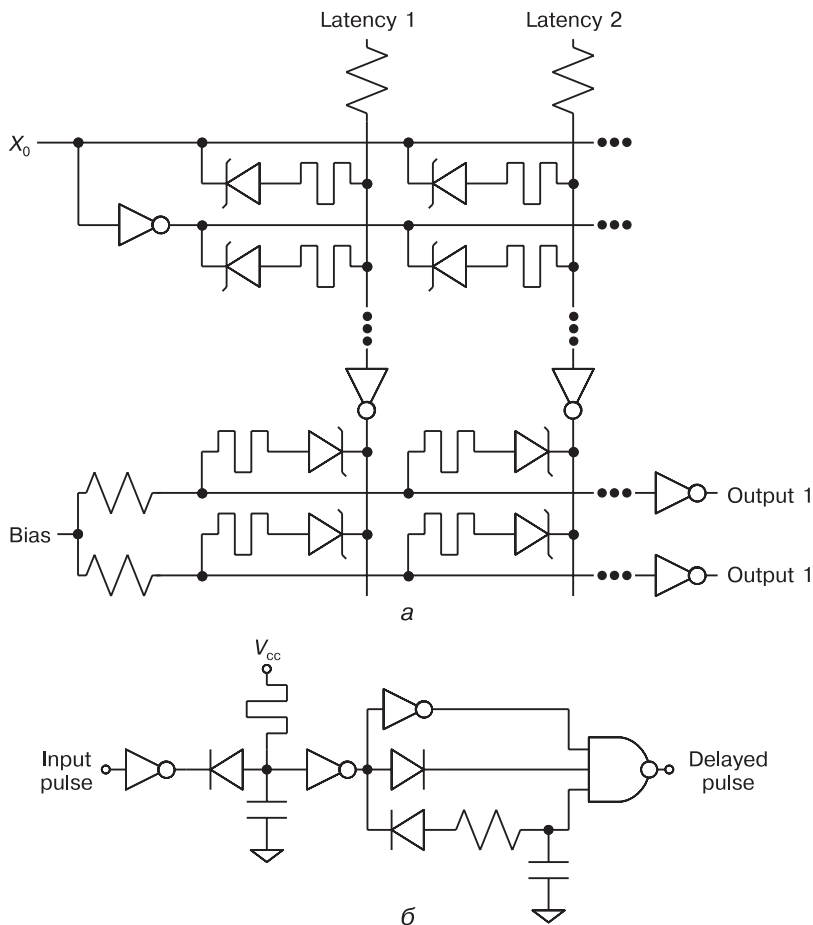 Latency 1
Latency 2
X₀
Output 1
Bias
Output 1
а
Vcc
Input
pulse
Delayed
pulse
б